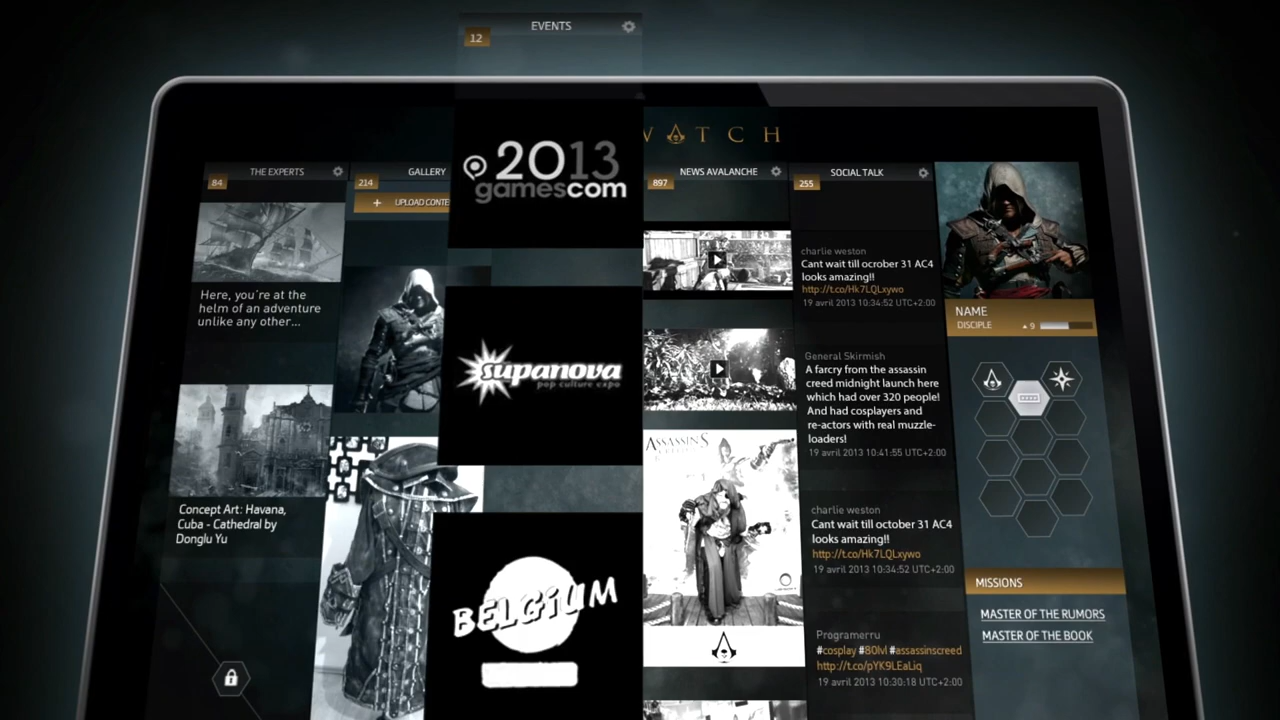 EVENTS
12
WATCH
2013
gamescom
supanova
pop culture expo
BELGIUM
THE EXPERTS
84
Here, you're at the
helm of an adventure
unlike any other...
Concept Art: Havana,
Cuba - Cathedral by
Donglu Yu
GALLERY
214
+ UPLOAD CONTE
NEWS AVALANCHE
897
ASSASSIN'S
SOCIAL TALK
255
charlie weston
Cant wait till ocrober 31 AC4
looks amazing!!
http://t.co/Hk7LQLxywo
19 avril 2013 10:34:52 UTC+2:00
General Skirmish
A farcry from the assassin
creed midnight launch here
which had over 320 people!
And had cosplayers and
re-actors with real muzzle-
loaders!
19 avril 2013 10:41:55 UTC+2:00
charlie weston
Cant wait till october 31 AC4
looks amazing!!
http://t.co/Hk7LQLxywo
19 avril 2013 10:34:52 UTC+2:00
Programerru
#cosplay #80lvl #assassinscreed
http://t.co/pYK9LEaLiq
19 avril 2013 10:30:18 UTC+2:00
NAME
DISCIPLE
9
MISSIONS
MASTER OF THE RUMORS
MASTER OF THE BOOK